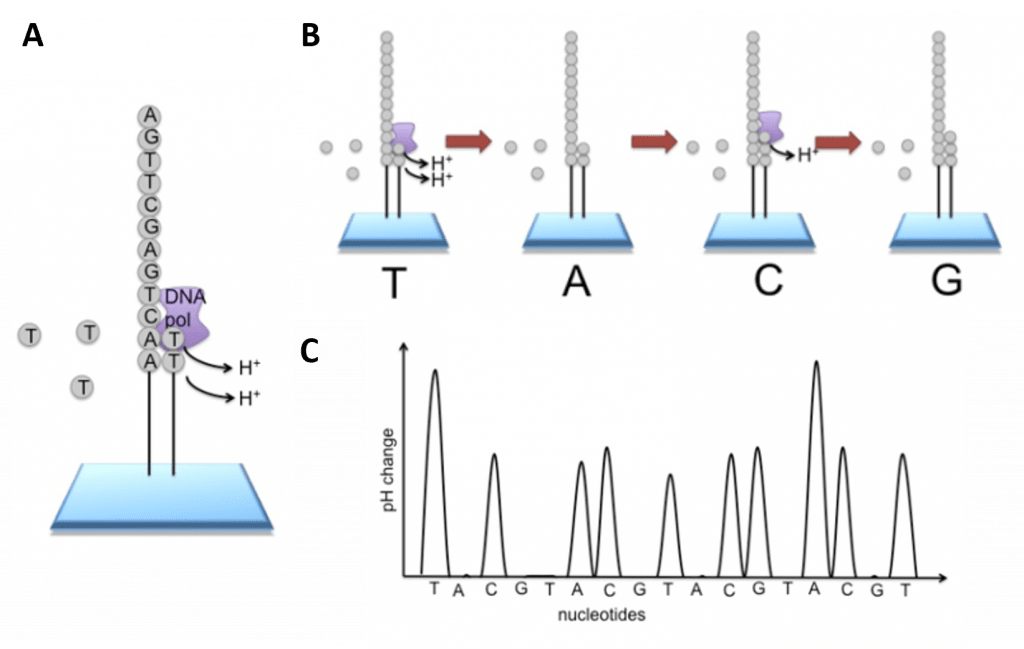 A
A
G
T
T
C
G
A
G
T DNA
C pol
T T A T
A T H⁺
T H⁺
B
H⁺
H⁺
H⁺
T A C G
C
pH change
T A C G T A C G T A C G T A C G T
nucleotides